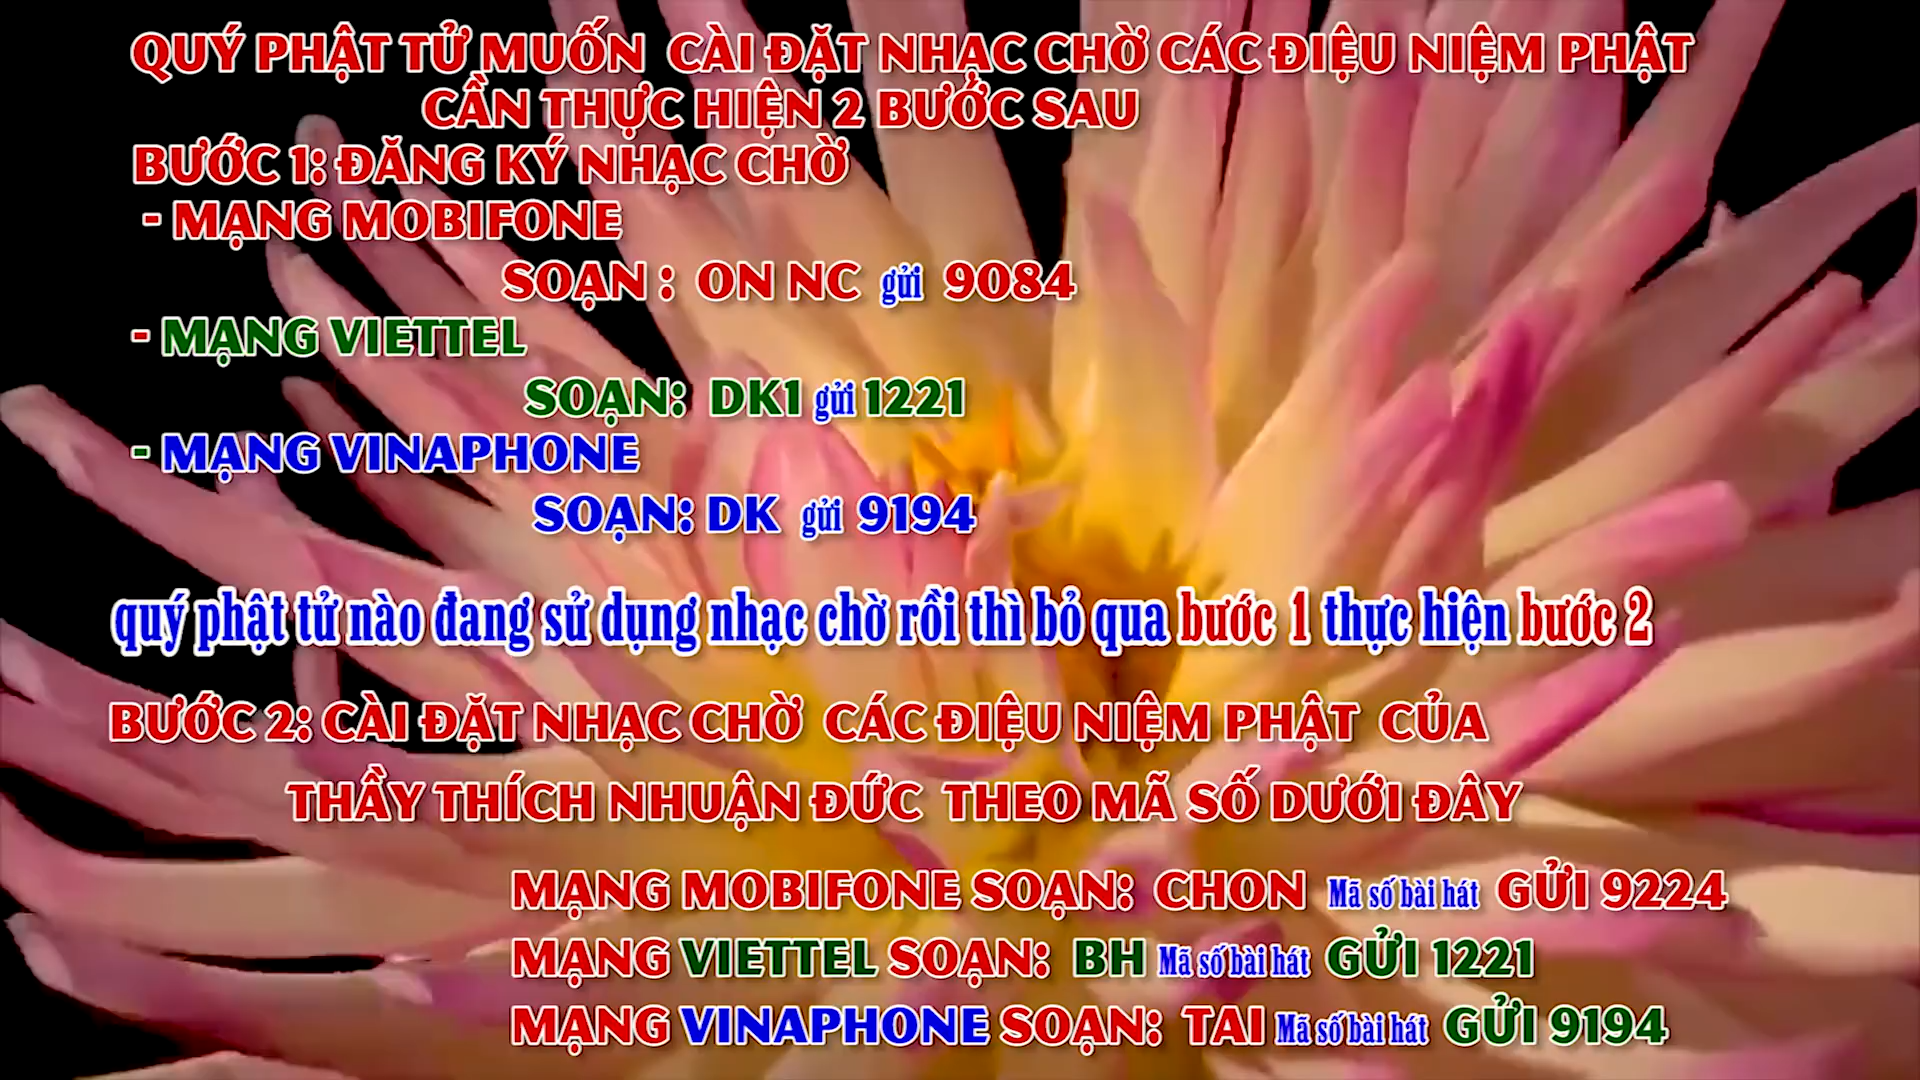 QUÝ PHẬT TỬ MUỐN CÀI ĐẶT NHẠC CHỜ CÁC ĐIỆU NIỆM PHẬT
CẦN THỰC HIỆN 2 BƯỚC SAU
BƯỚC 1: ĐĂNG KÝ NHẠC CHỜ
- MẠNG MOBIFONE
SOẠN : ON NC gửi 9084
- MẠNG VIETTEL
SOẠN: DK1 gửi 1221
- MẠNG VINAPHONE
SOẠN: DK gửi 9194
quý phật tử nào đang sử dụng nhạc chờ rồi thì bỏ qua bước 1 thực hiện bước 2
BƯỚC 2: CÀI ĐẶT NHẠC CHỜ CÁC ĐIỆU NIỆM PHẬT CỦA
THẦY THÍCH NHUẬN ĐỨC THEO MÃ SỐ DƯỚI ĐÂY
MẠNG MOBIFONE SOẠN: CHON Mã số bài hát GỬI 9224
MẠNG VIETTEL SOẠN: BH Mã số bài hát GỬI 1221
MẠNG VINAPHONE SOẠN: TAI Mã số bài hát GỬI 9194